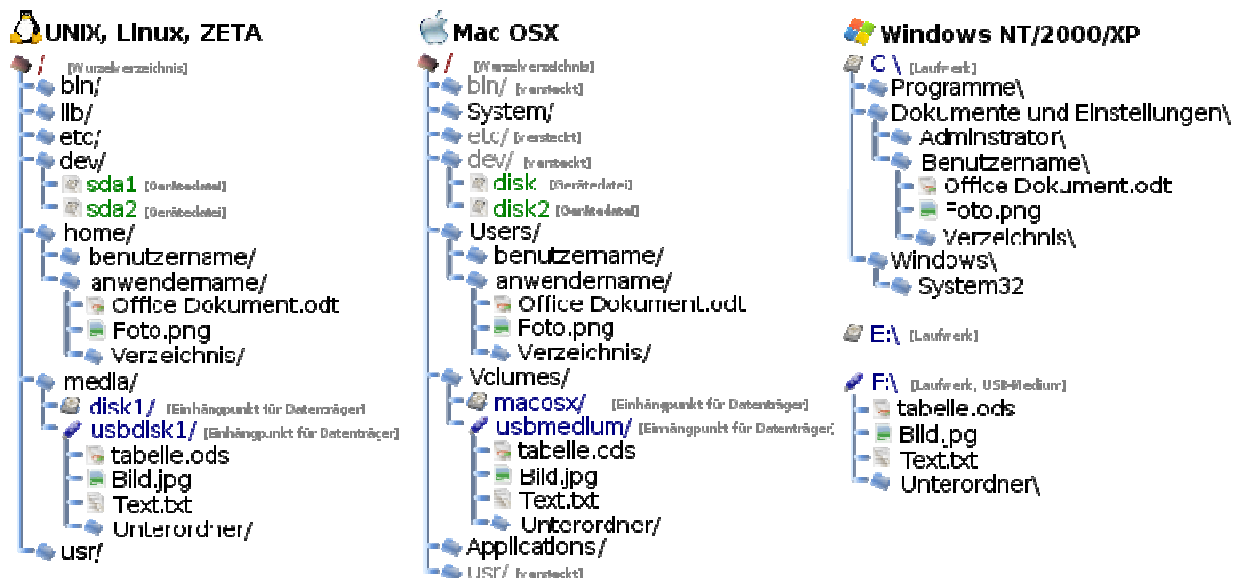 UNIX, Linux, ZETA
/ [Wurzelverzeichnis]
bin/
lib/
etc/
dev/
sda1 [Gerätedatei]
sda2 [Gerätedatei]
home/
benutzername/
anwendername/
Office Dokument.odt
Foto.png
Verzeichnis/
media/
disk1/ [Einhängpunkt für Datenträger]
usbdisk1/ [Einhängpunkt für Datenträger]
tabelle.ods
Bild.jpg
Text.txt
Unterordner/
usr/
Mac OSX
/ [Wurzelverzeichnis]
bin/ [versteckt]
System/
etc/ [versteckt]
dev/ [versteckt]
disk [Gerätedatei]
disk2 [Gerätedatei]
Users/
benutzername/
anwendername/
Office Dokument.odt
Foto.png
Verzeichnis/
Volumes/
macosx/ [Einhängpunkt für Datenträger]
usbmedium/ [Einhängpunkt für Datenträger]
tabelle.ods
Bild.jpg
Text.txt
Unterordner/
Applications/
usr/ [versteckt]
Windows NT/2000/XP
C:\ [Laufwerk]
Programme\
Dokumente und Einstellungen\
Adminstrator\
Benutzername\
Office Dokument.odt
Foto.png
Verzeichnis\
Windows\
System32
E:\ [Laufwerk]
F:\ [Laufwerk, USB-Medium]
tabelle.ods
Bild.jpg
Text.txt
Unterordner\